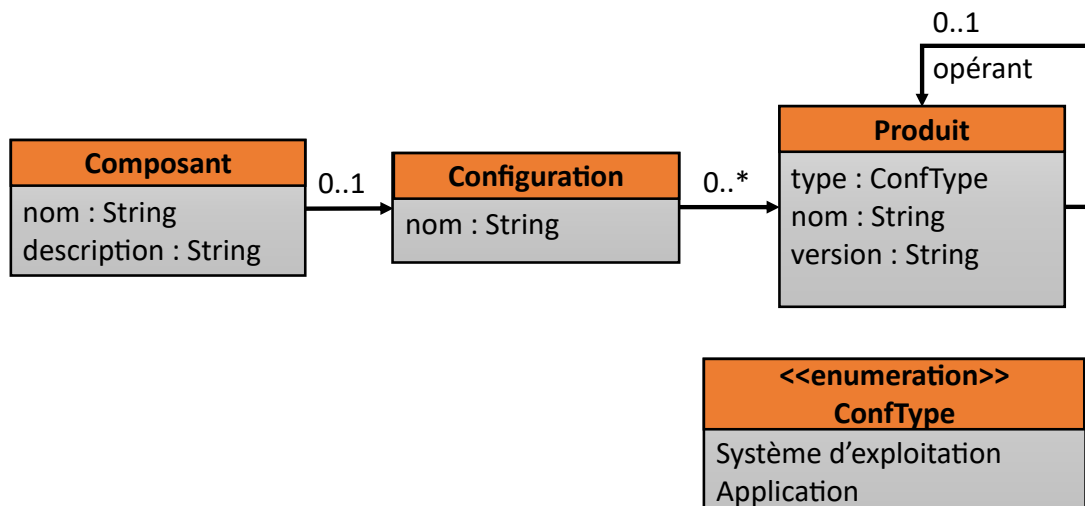 0..1
opérant
Composant
nom : String
description : String
0..1
Configuration
nom : String
0..*
Produit
type : ConfType
nom : String
version : String
<<enumeration>>
ConfType
Système d’exploitation
Application